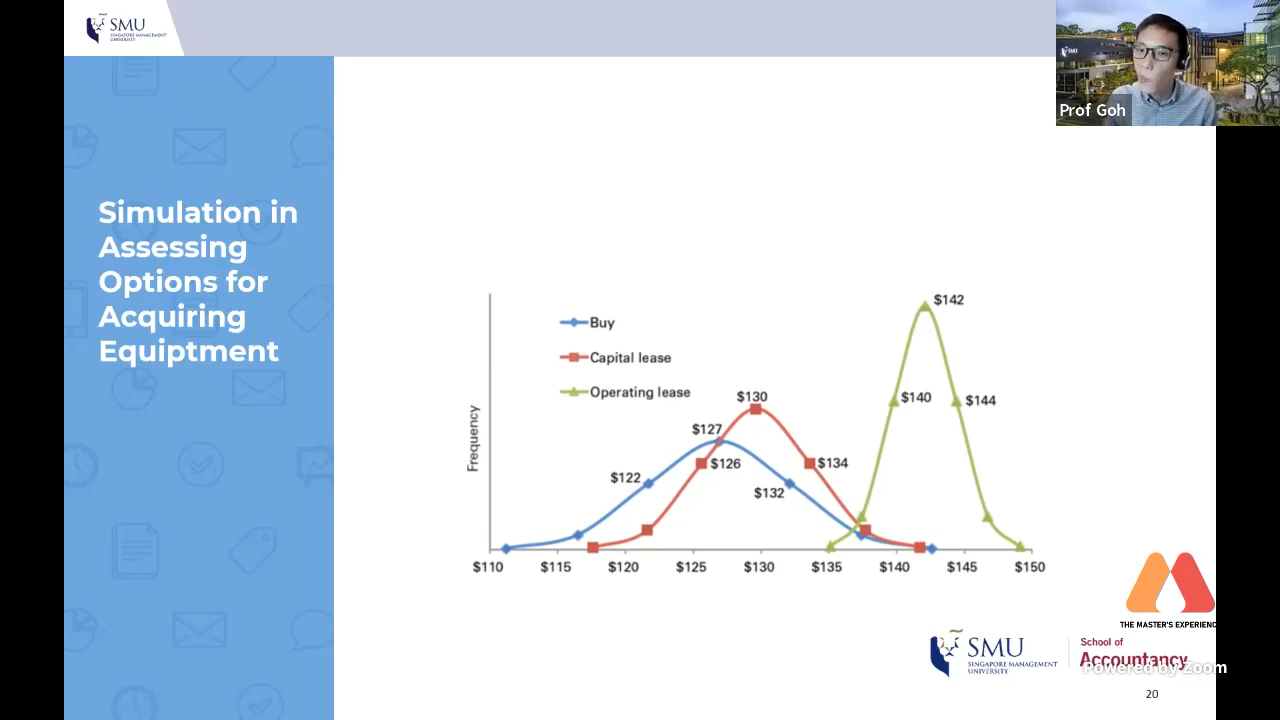 SMU
SINGAPORE MANAGEMENT
UNIVERSITY
SMU
Prof Goh
Simulation in
Assessing
Options for
Acquiring
Equiptment
Buy
Capital lease
Operating lease
Frequency
$142
$140
$144
$130
$127
$126
$134
$122
$132
$110
$115
$120
$125
$130
$135
$140
$145
$150
THE MASTER'S EXPERIENC
SMU
SINGAPORE MANAGEMENT
UNIVERSITY
School of
Accountancy
Powered by Zoom
20